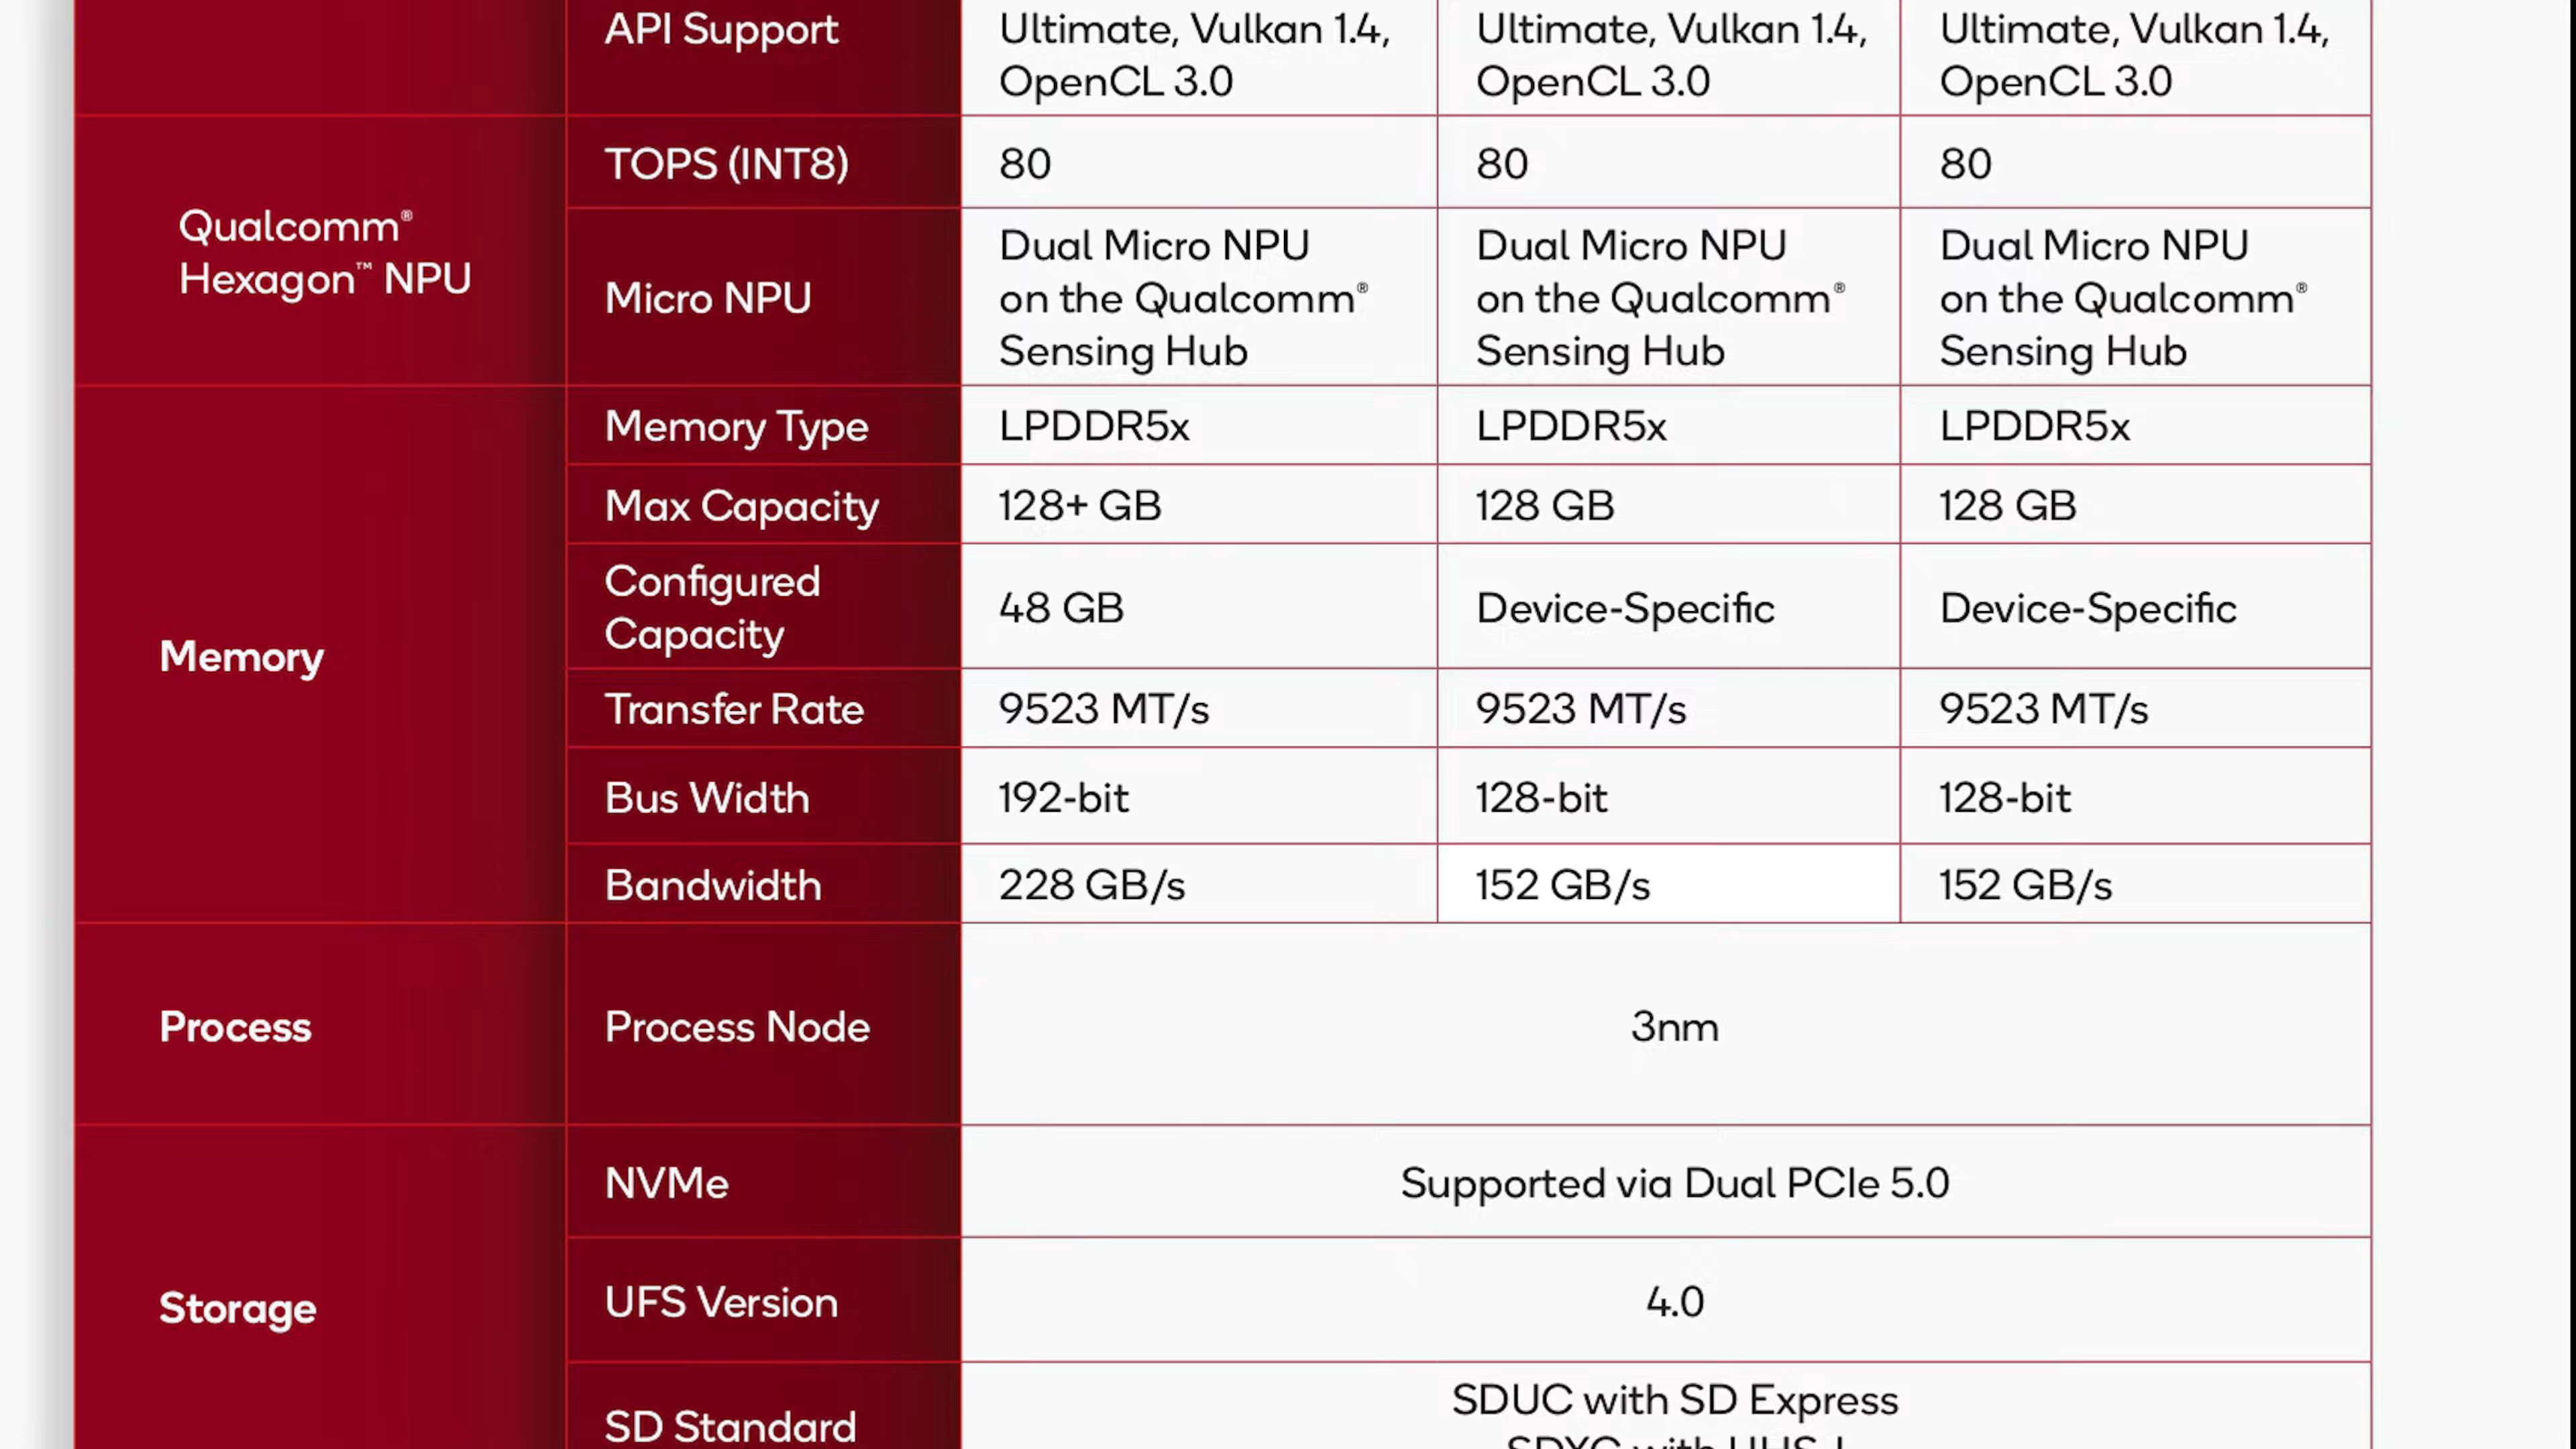 API Support
Ultimate, Vulkan 1.4,
OpenCL 3.0
Ultimate, Vulkan 1.4,
OpenCL 3.0
Ultimate, Vulkan 1.4,
OpenCL 3.0
Qualcomm®
Hexagon™ NPU
TOPS (INT8)
80
80
80
Micro NPU
Dual Micro NPU
on the Qualcomm®
Sensing Hub
Dual Micro NPU
on the Qualcomm®
Sensing Hub
Dual Micro NPU
on the Qualcomm®
Sensing Hub
Memory
Memory Type
LPDDR5x
LPDDR5x
LPDDR5x
Max Capacity
128+ GB
128 GB
128 GB
Configured
Capacity
48 GB
Device-Specific
Device-Specific
Transfer Rate
9523 MT/s
9523 MT/s
9523 MT/s
Bus Width
192-bit
128-bit
128-bit
Bandwidth
228 GB/s
152 GB/s
152 GB/s
Process
Process Node
3nm
Storage
NVMe
Supported via Dual PCIe 5.0
UFS Version
4.0
SD Standard
SDUC with SD Express